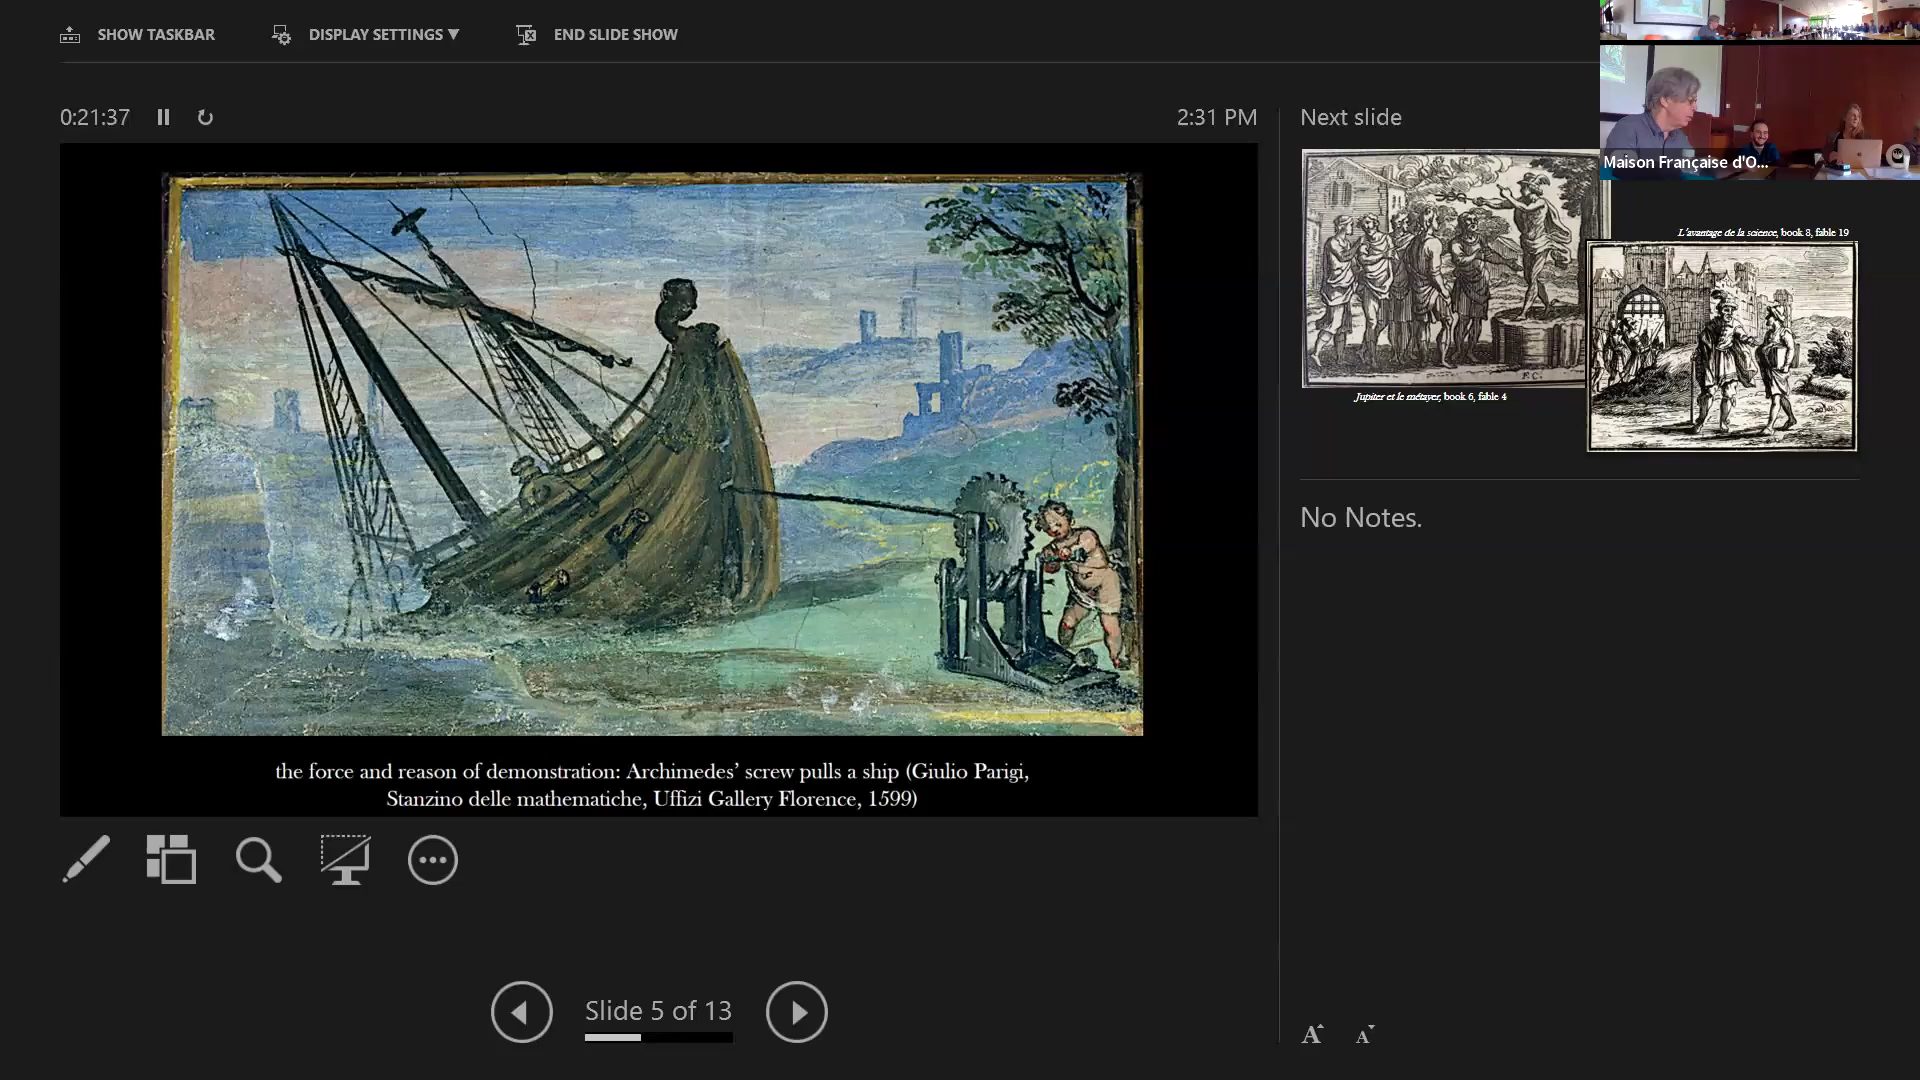 SHOW TASKBAR
DISPLAY SETTINGS ▼
END SLIDE SHOW
0:21:37
2:31 PM
Next slide
Maison Française d'O...
L'avantage de la science, book 8, fable 19
F.C.
Jupiter et le métayer, book 6, fable 4
No Notes.
the force and reason of demonstration: Archimedes’ screw pulls a ship (Giulio Parigi,
Stanzino delle mathematiche, Uffizi Gallery Florence, 1599)
Slide 5 of 13
A A